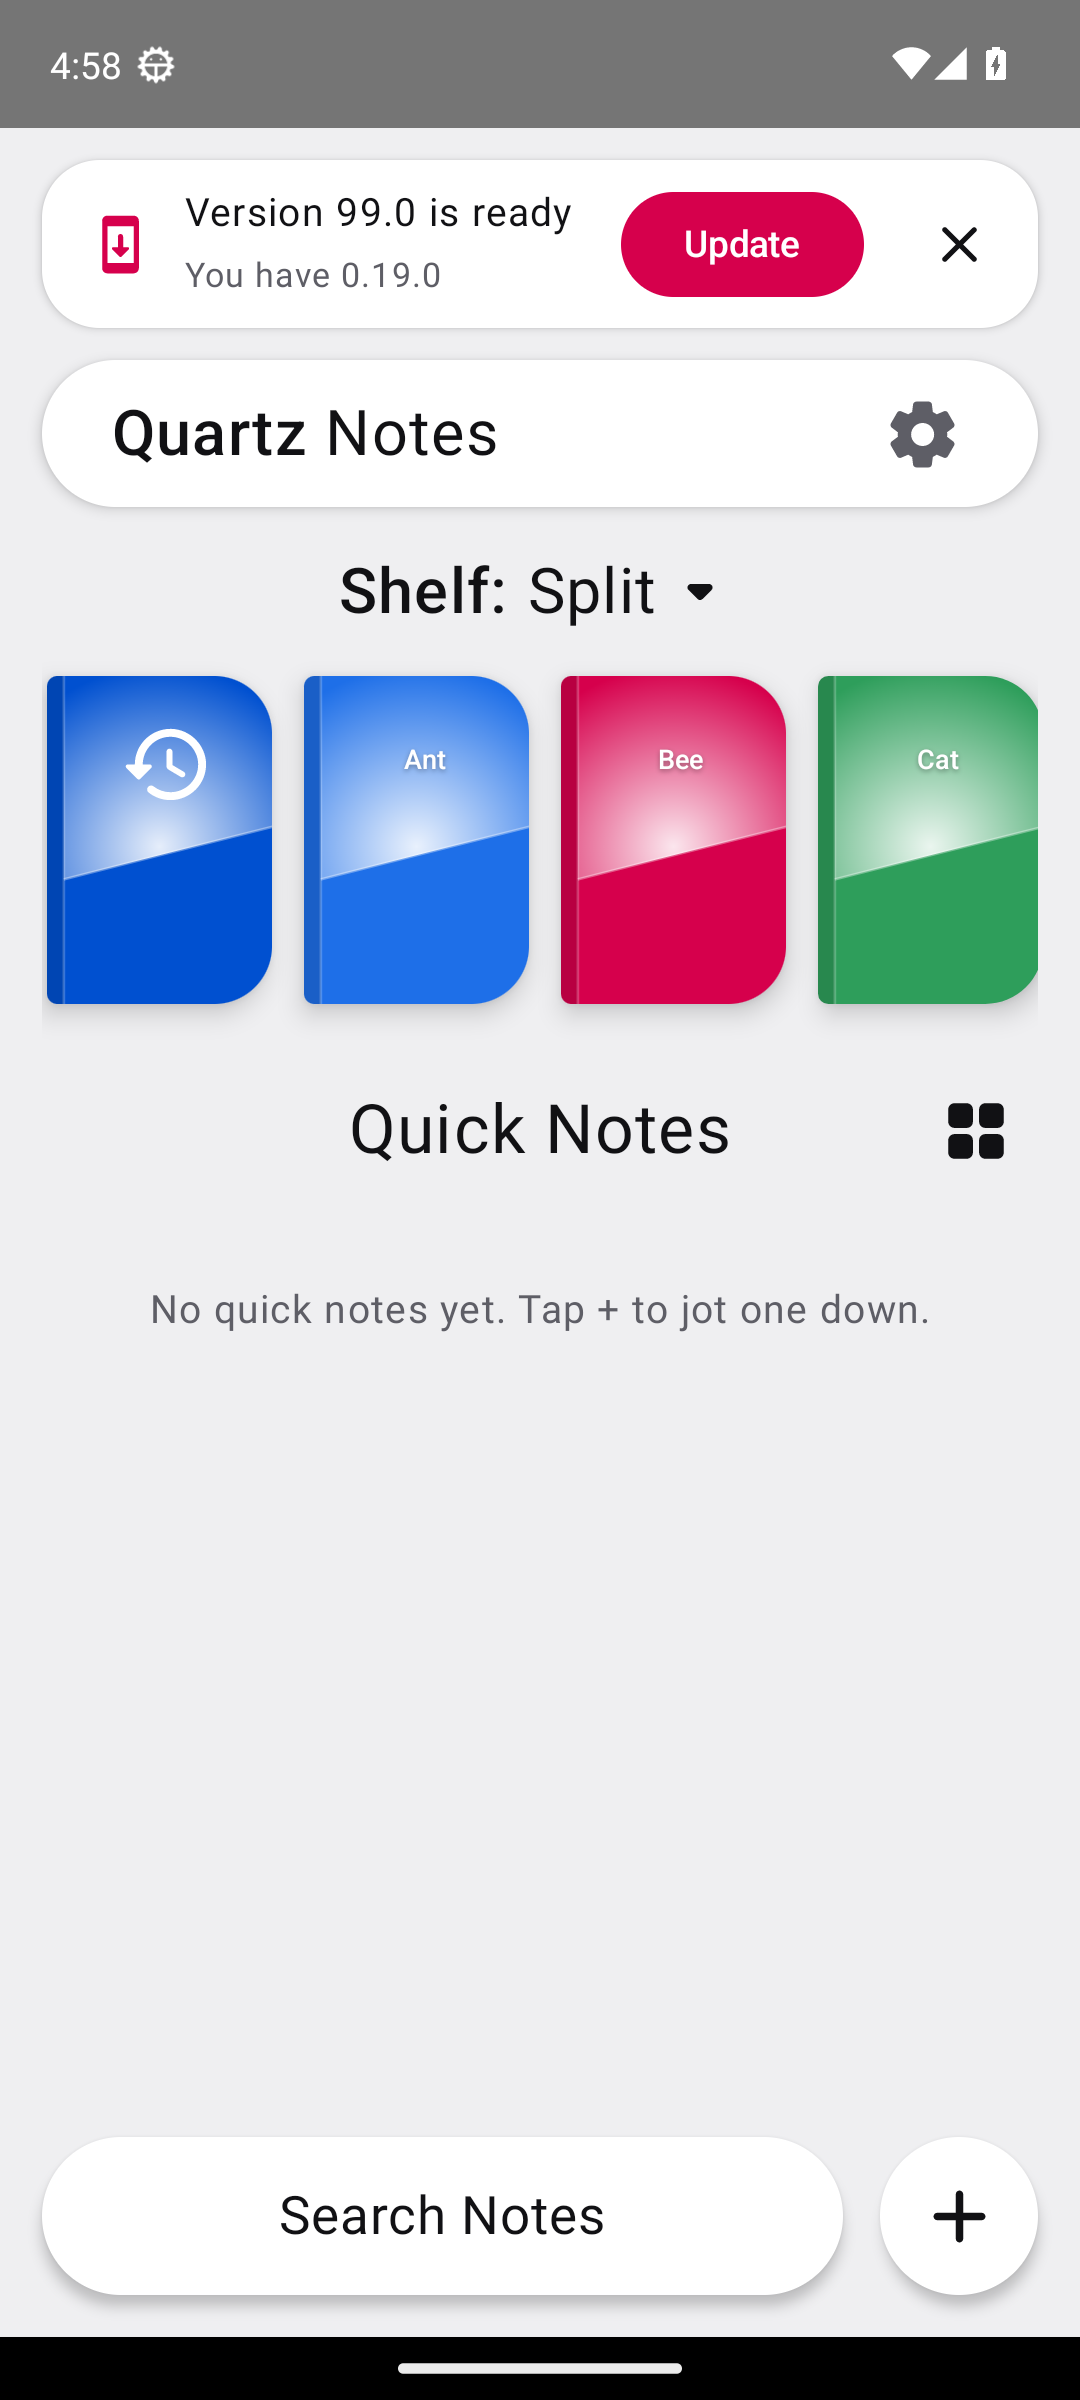 4:58
Version 99.0 is ready
You have 0.19.0
Update
Quartz Notes
Shelf: Split
Ant
Bee
Cat
Quick Notes
No quick notes yet. Tap + to jot one down.
Search Notes